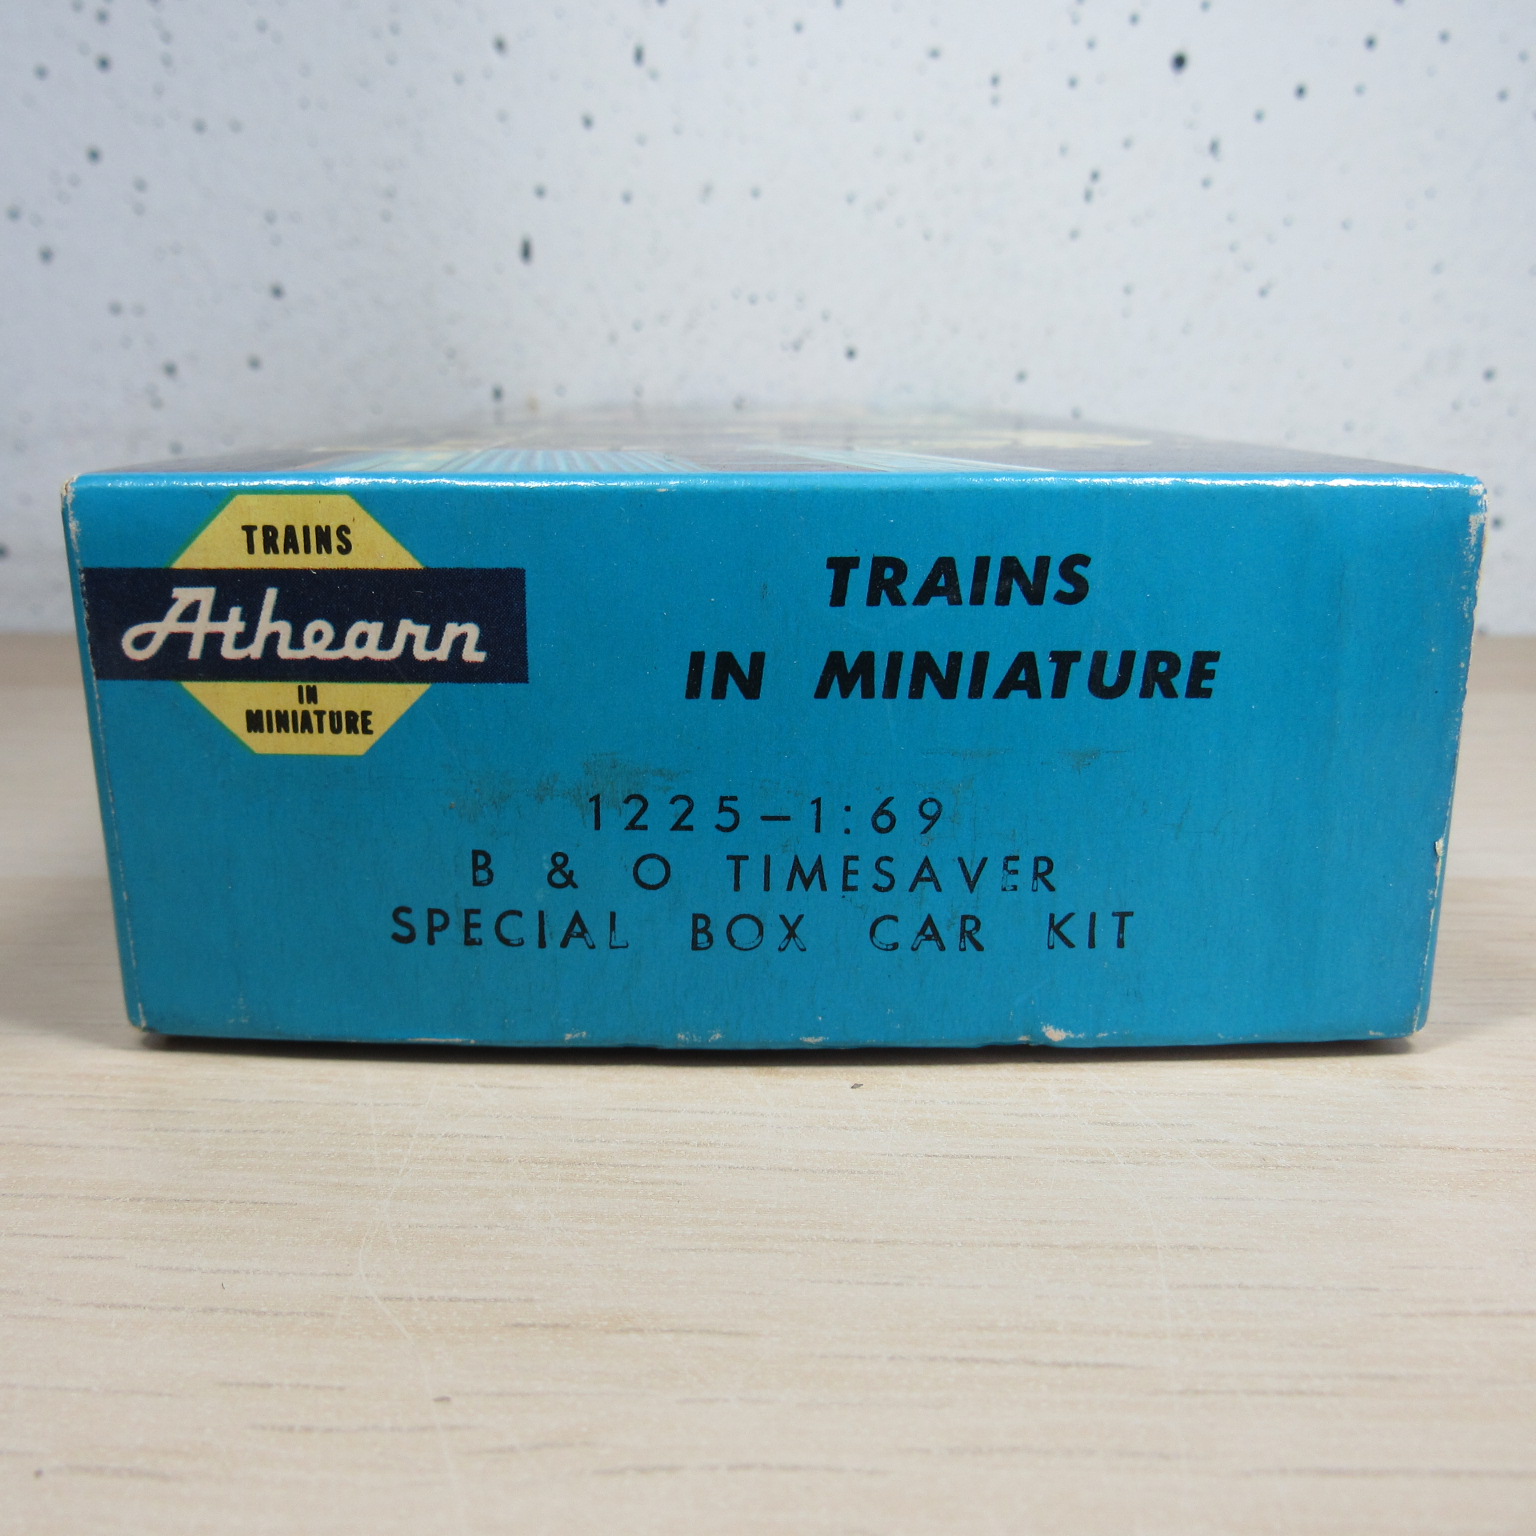 TRAINS
Athearn
IN
MINIATURE
TRAINS
IN MINIATURE
1225-1:69
B & O TIMESAVER
SPECIAL BOX CAR KIT